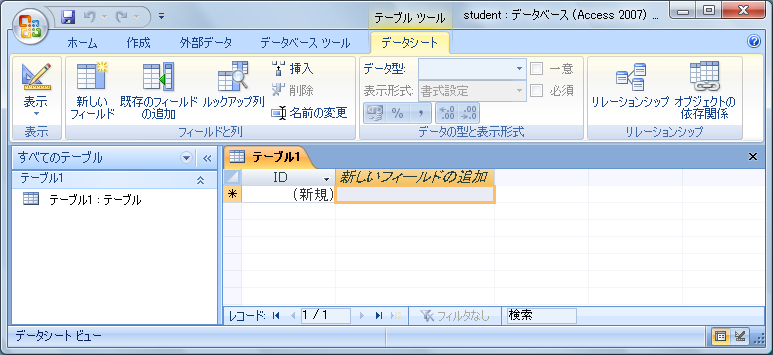 テーブル ツール
student : データベース (Access 2007) ...
ホーム 作成 外部データ データベース ツール データシート
表示
新しい
フィールド
既存のフィールド
の追加
ルックアップ列
挿入
削除
名前の変更
データ型:
表示形式: 書式設定
一意
必須
リレーションシップ
オブジェクトの
依存関係
表示 フィールドと列 データの型と表示形式 リレーションシップ
すべてのテーブル
テーブル1
テーブル1 : テーブル
テーブル1
ID 新しいフィールドの追加
(新規)
レコード: 1 / 1 フィルタなし 検索
データシート ビュー